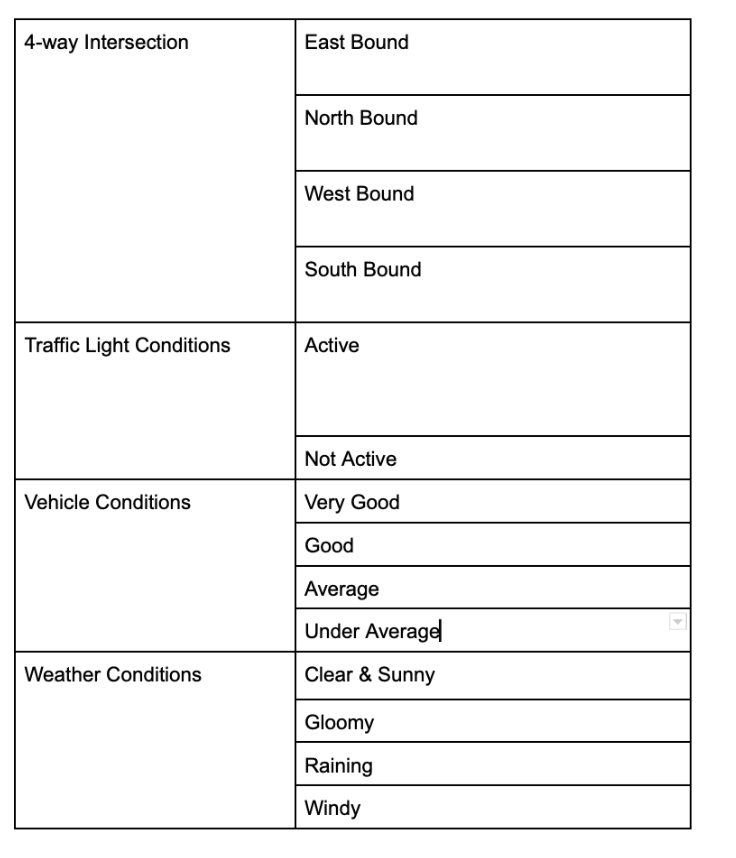 4-way Intersection
East Bound
North Bound
West Bound
South Bound
Traffic Light Conditions
Active
Not Active
Vehicle Conditions
Very Good
Good
Average
Under Average
Weather Conditions
Clear & Sunny
Gloomy
Raining
Windy